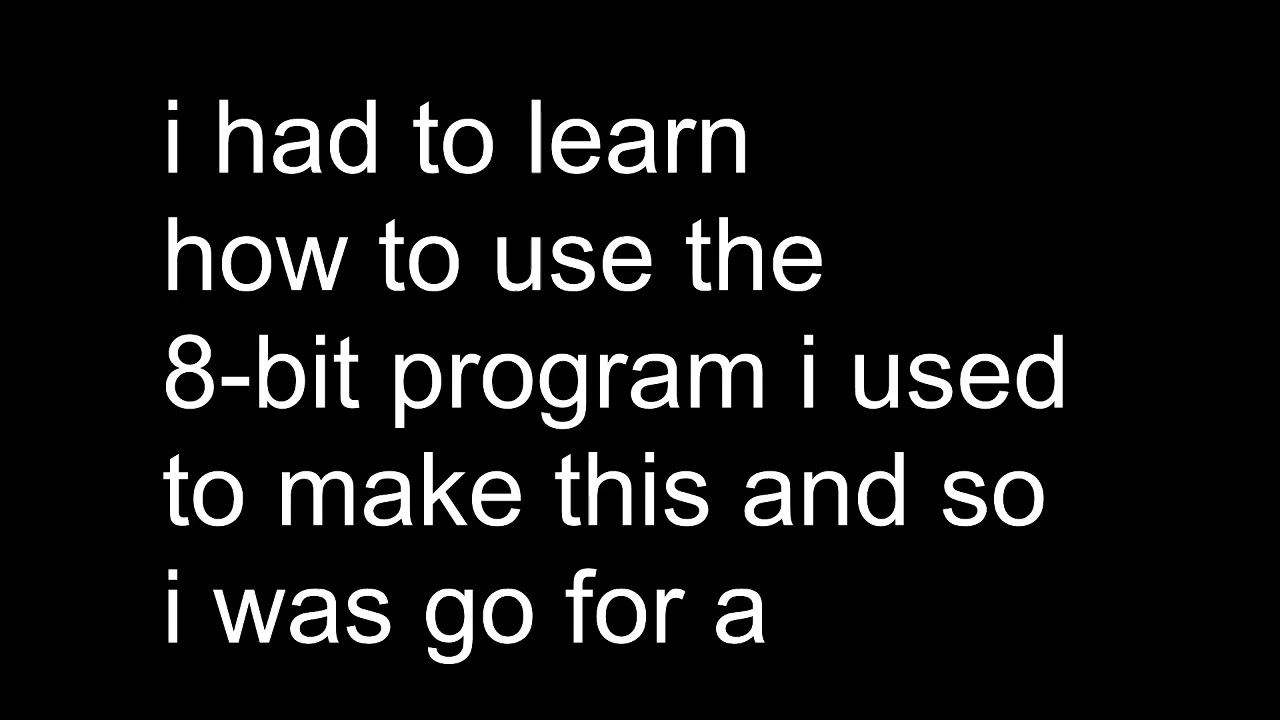 i had to learn
how to use the
8-bit program i used
to make this and so
i was go for a